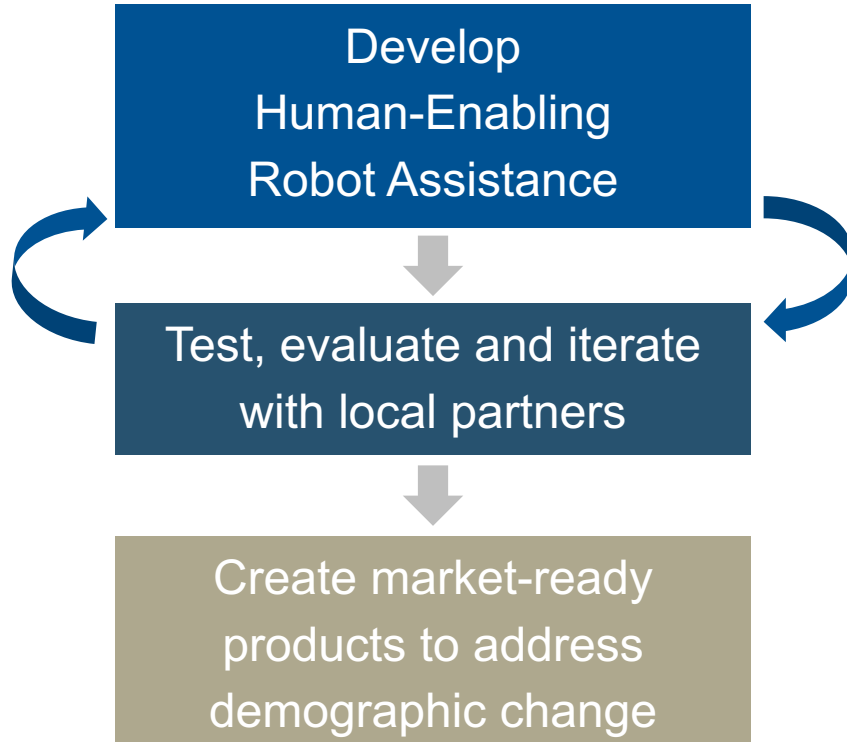 Develop
Human-Enabling
Robot Assistance
Test, evaluate and iterate
with local partners
Create market-ready
products to address
demographic change